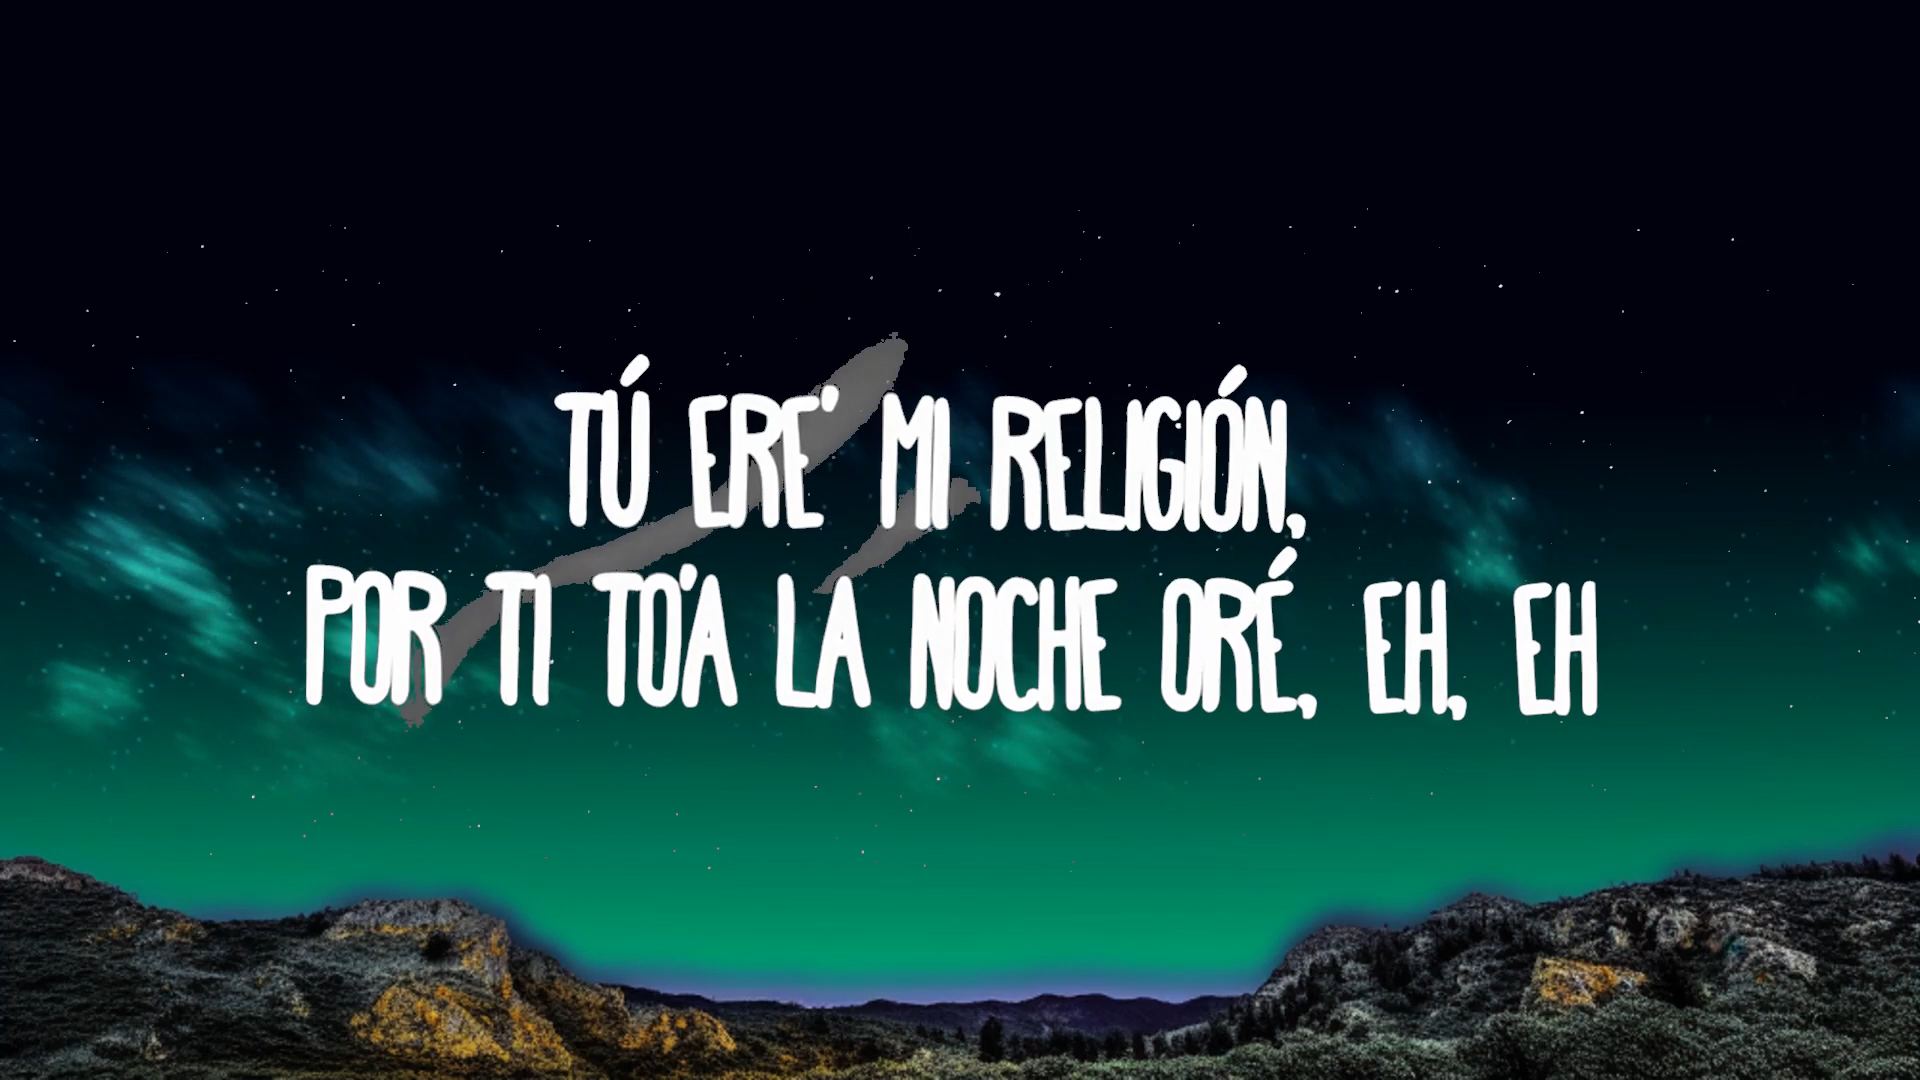 TÚ ERE' MI RELIGIÓN,
POR TI TO'A LA NOCHE ORÉ, EH, EH